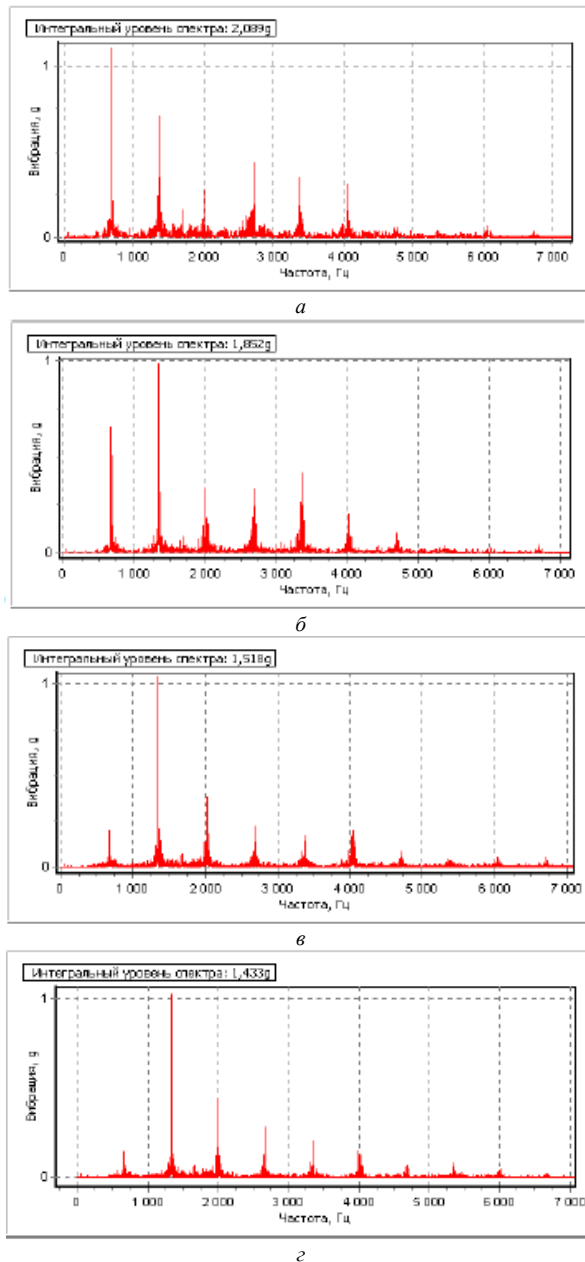 Интегральный уровень спектра: 2,089g
Вибрация, g
1
0
0 1 000 2 000 3 000 4 000 5 000 6 000 7 000
Частота, Гц
а
Интегральный уровень спектра: 1,852g
Вибрация, g
1
0
0 1 000 2 000 3 000 4 000 5 000 6 000 7 000
Частота, Гц
б
Интегральный уровень спектра: 1,518g
Вибрация, g
1
0
0 1 000 2 000 3 000 4 000 5 000 6 000 7 000
Частота, Гц
в
Интегральный уровень спектра: 1,433g
Вибрация, g
1
0
0 1 000 2 000 3 000 4 000 5 000 6 000 7 000
Частота, Гц
г